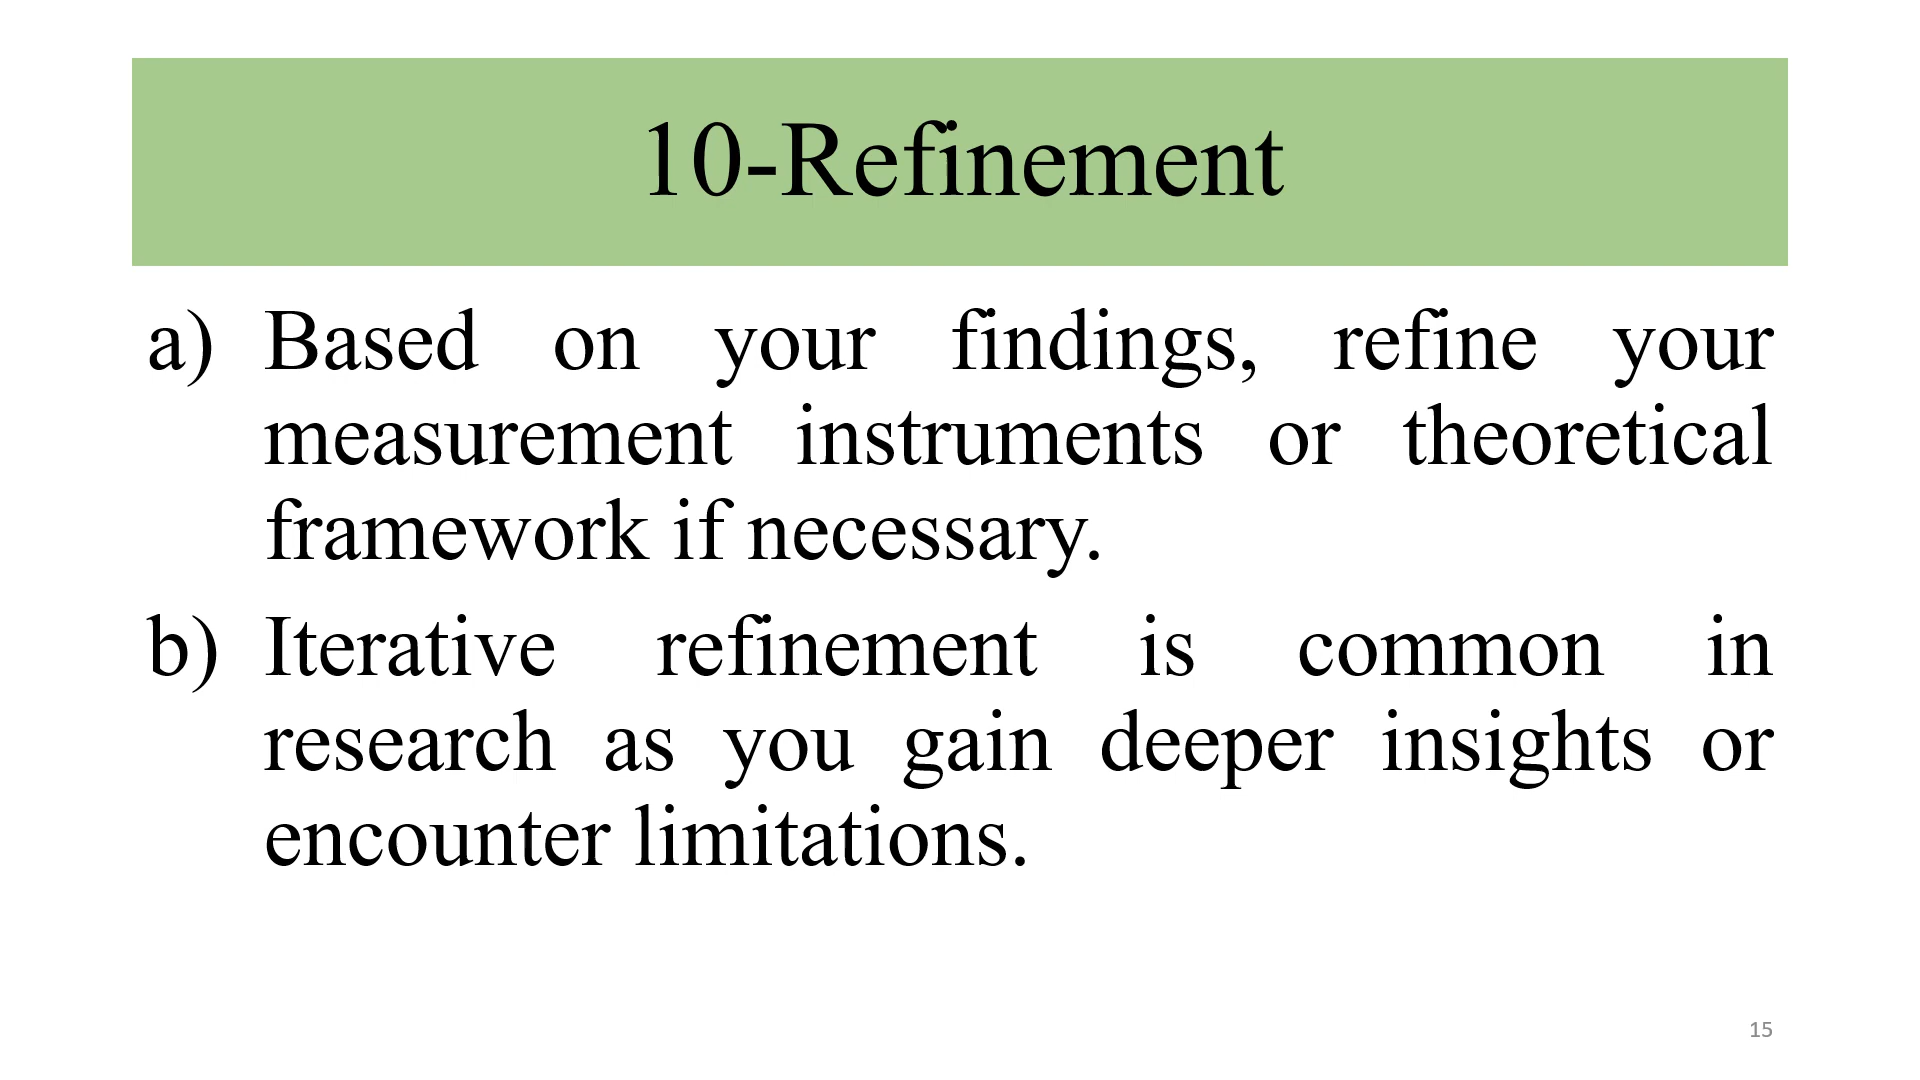 10-Refinement
a) Based on your findings, refine your
measurement instruments or theoretical
framework if necessary.
b) Iterative refinement is common in
research as you gain deeper insights or
encounter limitations.
15